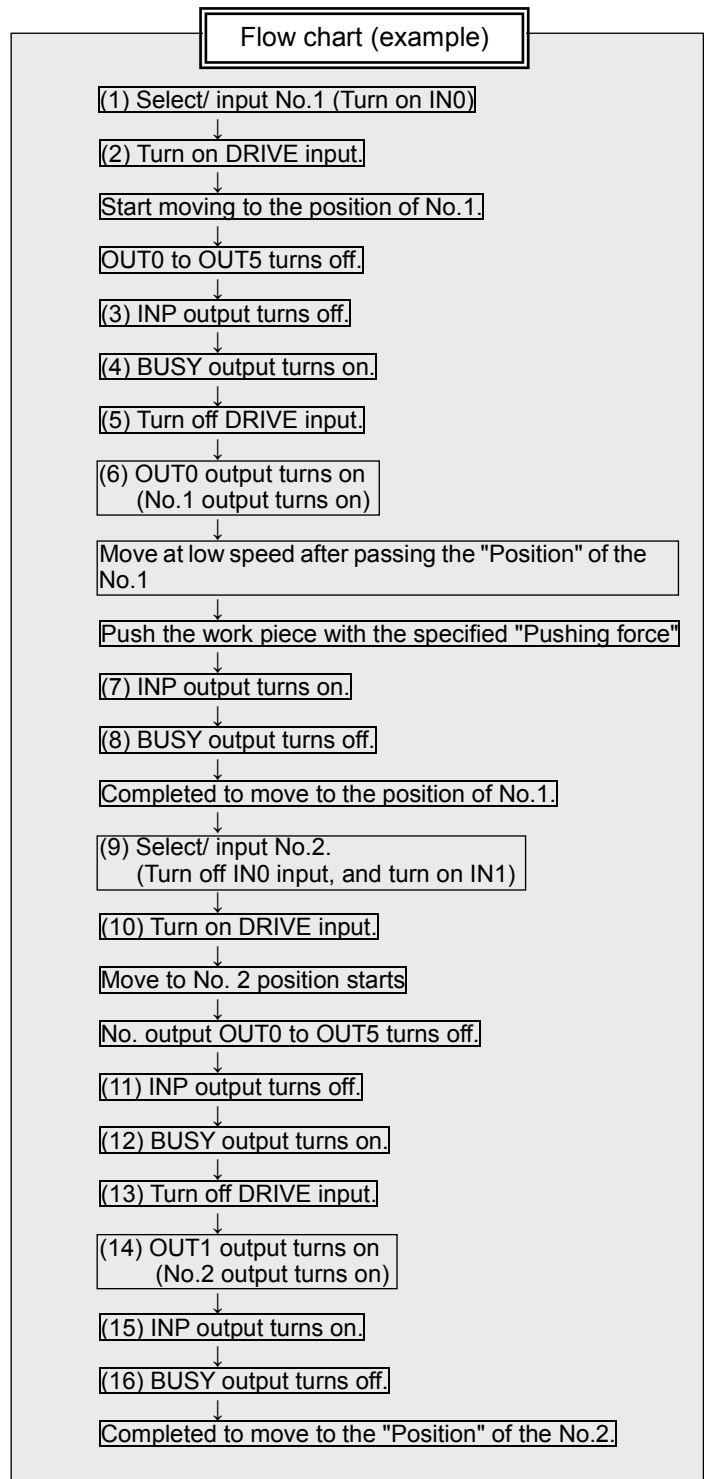 Flow chart (example)
(1) Select/ input No.1 (Turn on IN0)
↓
(2) Turn on DRIVE input.
↓
Start moving to the position of No.1.
↓
OUT0 to OUT5 turns off.
↓
(3) INP output turns off.
↓
(4) BUSY output turns on.
↓
(5) Turn off DRIVE input.
↓
(6) OUT0 output turns on
(No.1 output turns on)
↓
Move at low speed after passing the "Position" of the
No.1
↓
Push the work piece with the specified "Pushing force"
↓
(7) INP output turns on.
↓
(8) BUSY output turns off.
↓
Completed to move to the position of No.1.
↓
(9) Select/ input No.2.
(Turn off IN0 input, and turn on IN1)
↓
(10) Turn on DRIVE input.
↓
Move to No. 2 position starts
↓
No. output OUT0 to OUT5 turns off.
↓
(11) INP output turns off.
↓
(12) BUSY output turns on.
↓
(13) Turn off DRIVE input.
↓
(14) OUT1 output turns on
(No.2 output turns on)
↓
(15) INP output turns on.
↓
(16) BUSY output turns off.
↓
Completed to move to the "Position" of the No.2.